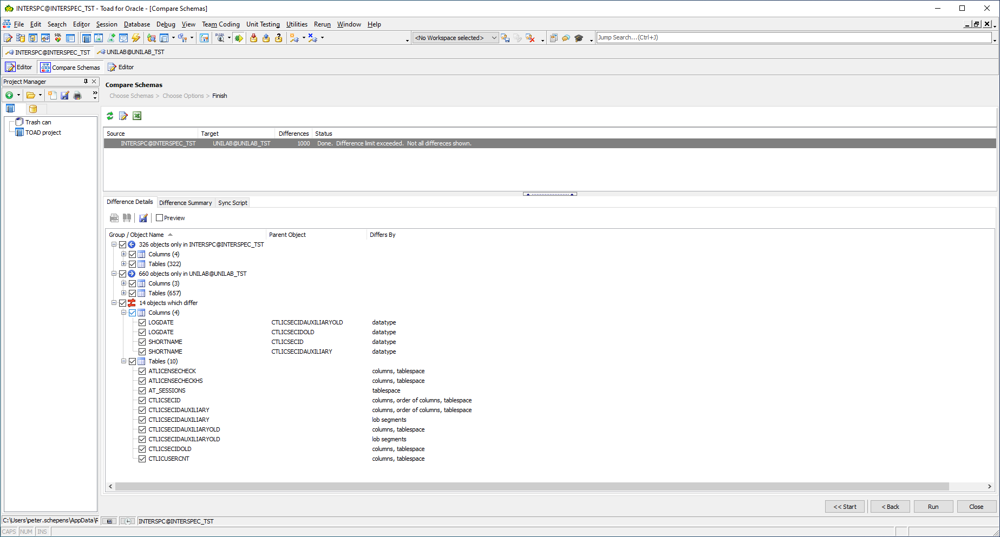 INTERSPC@INTERSPEC_TST - Toad for Oracle - [Compare Schemas]
File Edit Search Editor Session Database Debug View Team Coding Unit Testing Utilities Rerun Window Help
SQL PLSQL <No Workspace selected> Jump Search...(Ctrl+J)
INTERSPC@INTERSPEC_TST UNILAB@UNILAB_TST
Editor Compare Schemas Editor
Project Manager
Trash can
TOAD project
Compare Schemas
Choose Schemas > Choose Options > Finish
Source Target Differences Status
INTERSPC@INTERSPEC_TST UNILAB@UNILAB_TST 1000 Done. Difference limit exceeded. Not all differeces shown.
Difference Details Difference Summary Sync Script
Preview
Group / Object Name Parent Object Differs By
326 objects only in INTERSPC@INTERSPEC_TST
Columns (4)
Tables (322)
660 objects only in UNILAB@UNILAB_TST
Columns (3)
Tables (657)
14 objects which differ
Columns (4)
LOGDATE CTLICSECIDAUXILIARYOLD datatype
LOGDATE CTLICSECIDOLD datatype
SHORTNAME CTLICSECID datatype
SHORTNAME CTLICSECIDAUXILIARY datatype
Tables (10)
ATLICENSECHECK columns, tablespace
ATLICENSECHECKHS columns, tablespace
AT_SESSIONS tablespace
CTLICSECID columns, order of columns, tablespace
CTLICSECIDAUXILIARY columns, order of columns, tablespace
CTLICSECIDAUXILIARY lob segments
CTLICSECIDAUXILIARYOLD columns, tablespace
CTLICSECIDAUXILIARYOLD lob segments
CTLICSECIDOLD columns, tablespace
CTLICUSERCNT columns, tablespace
<< Start < Back Run Close
C:\Users\peter.schepens\AppData\R INTERSPC@INTERSPEC_TST
CAPS NUM INS